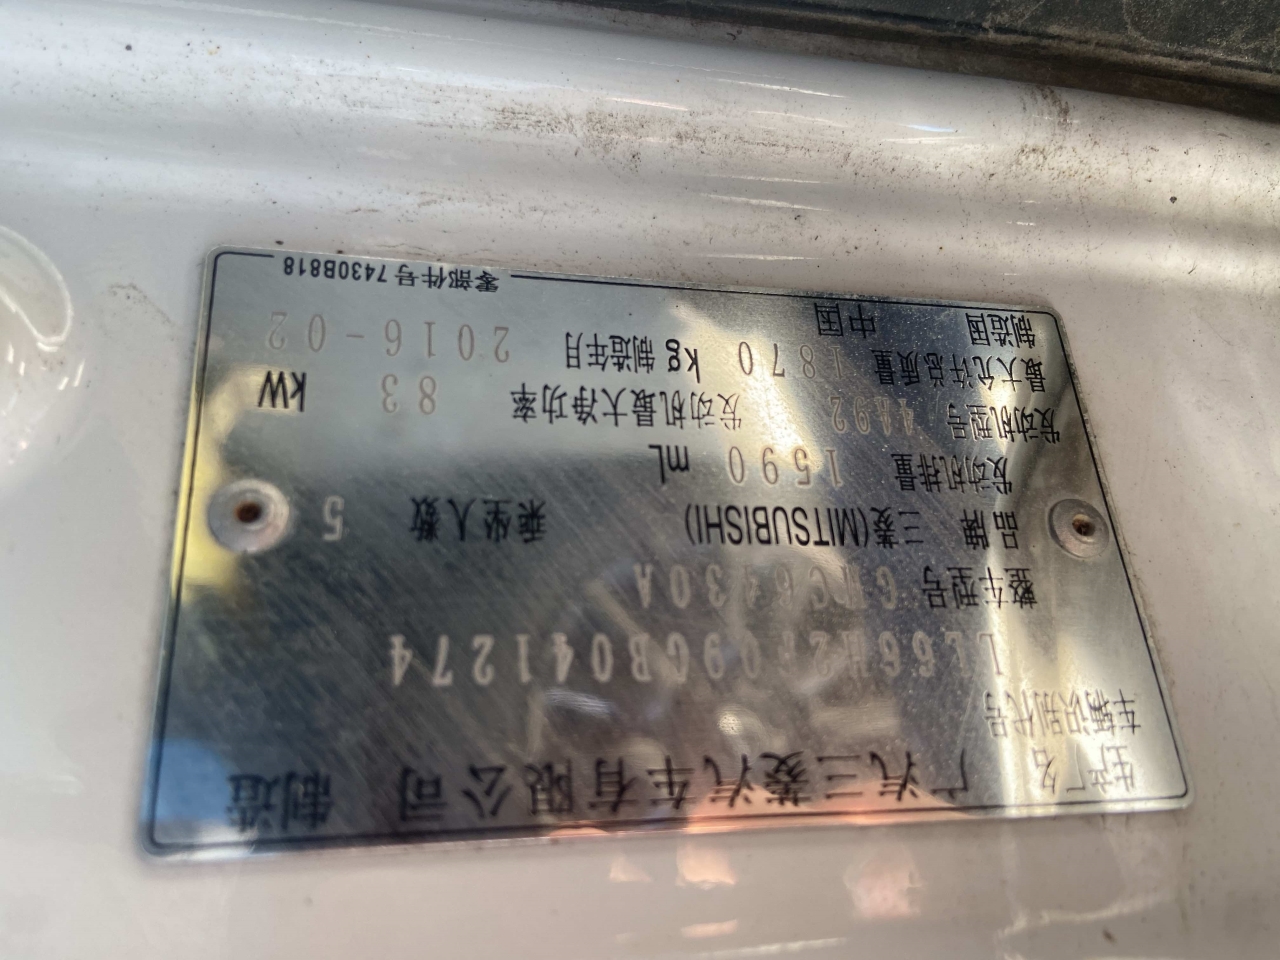 生产厂名 广汽三菱汽车有限公司 制造
车辆识别代号
LL66H2F09GB041274
整车型号 GMC6430A
品牌 三菱(MITSUBISHI) 乘坐人数 5
发动机排量 1590 mL
发动机型号 4A92 发动机最大净功率 83 kW
最大允许总质量 1870 kg 制造年月 2016-02
制造国 中国
零部件号 7430B818